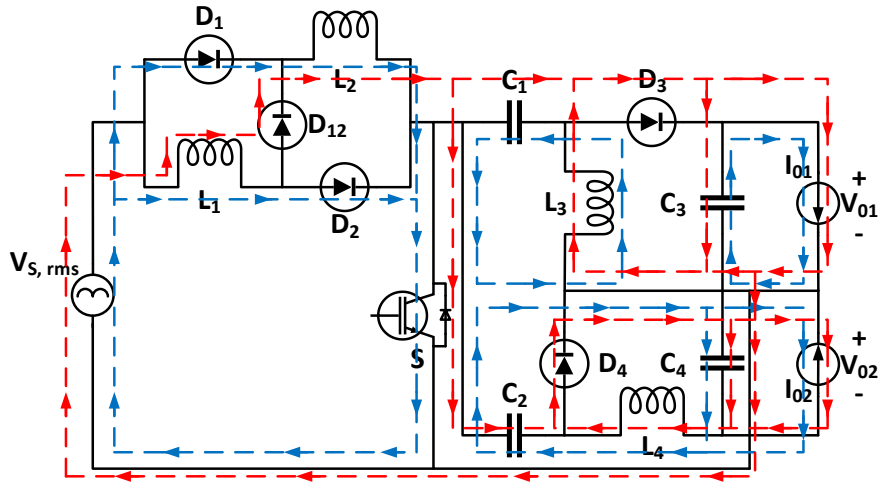 D1
L2
C1
D3
D12
I01
+
L3
C3
V01
L1
D2
-
VS, rms
S
D4
C4
+
V02
C2
I02
-
L4